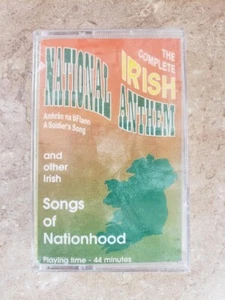 THE
COMPLETE
NATIONAL IRISH
ANTHEM
Amhrán na bhFiann
A Soldier's Song
and
other
Irish
Songs
of
Nationhood
Playing time - 44 minutes